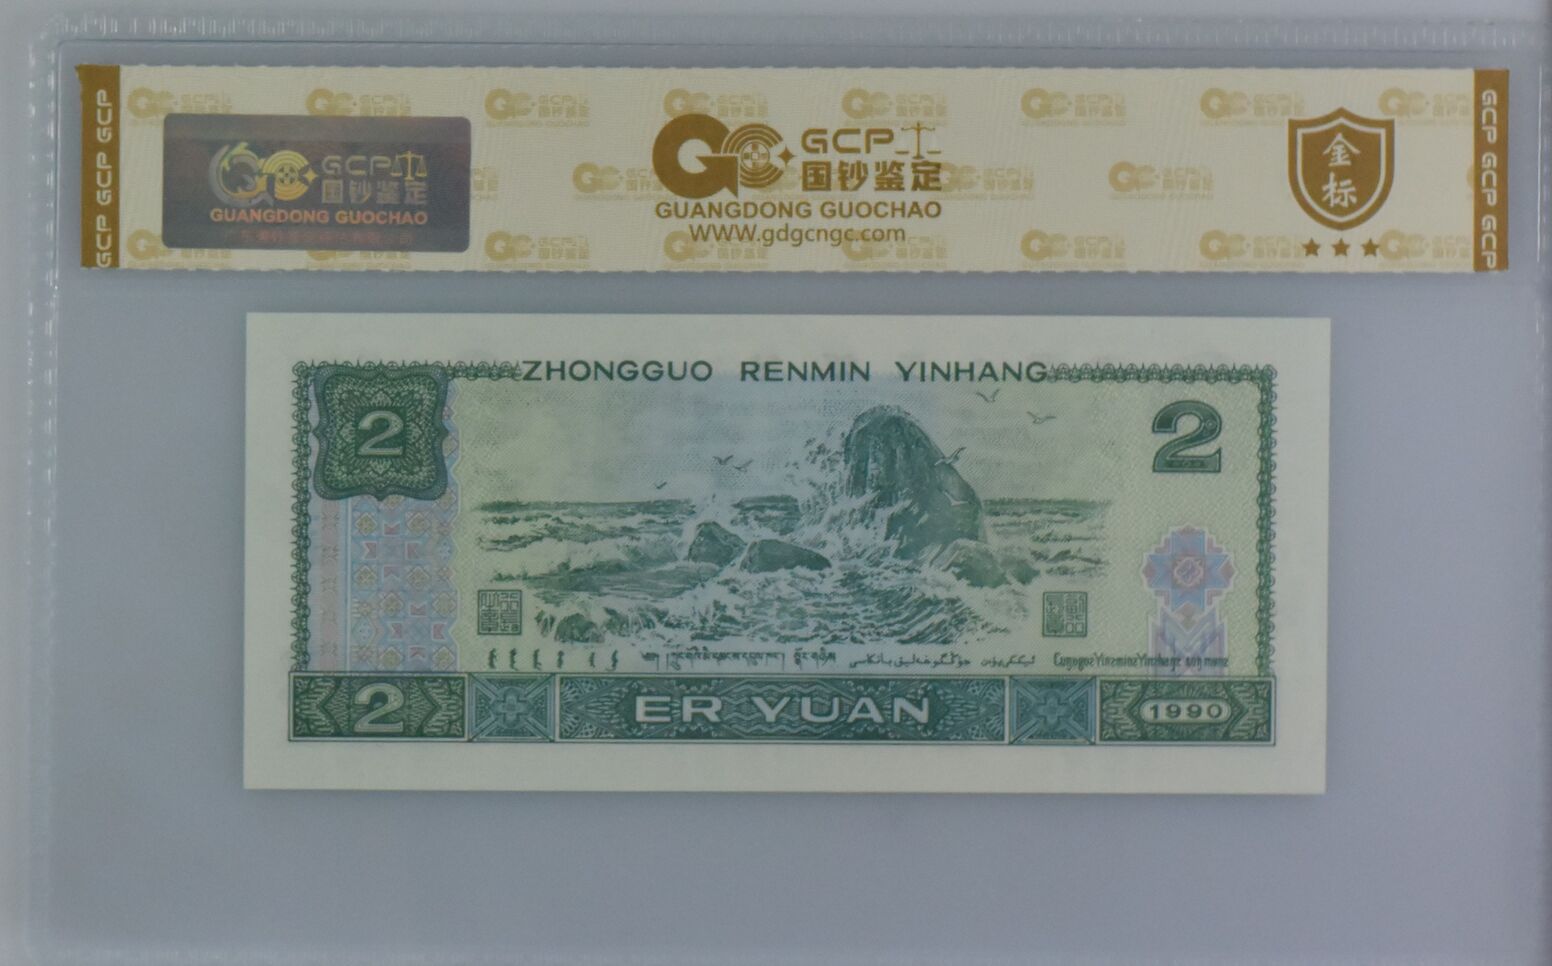 GCP GCP GCP
GCP
国钞鉴定
GUANGDONG GUOCHAO
GCP
国钞鉴定
GUANGDONG GUOCHAO
WWW.gdgcngc.com
金标
GCP GCP GCP
ZHONGGUO RENMIN YINHANG
2
2
2
ER YUAN
1990